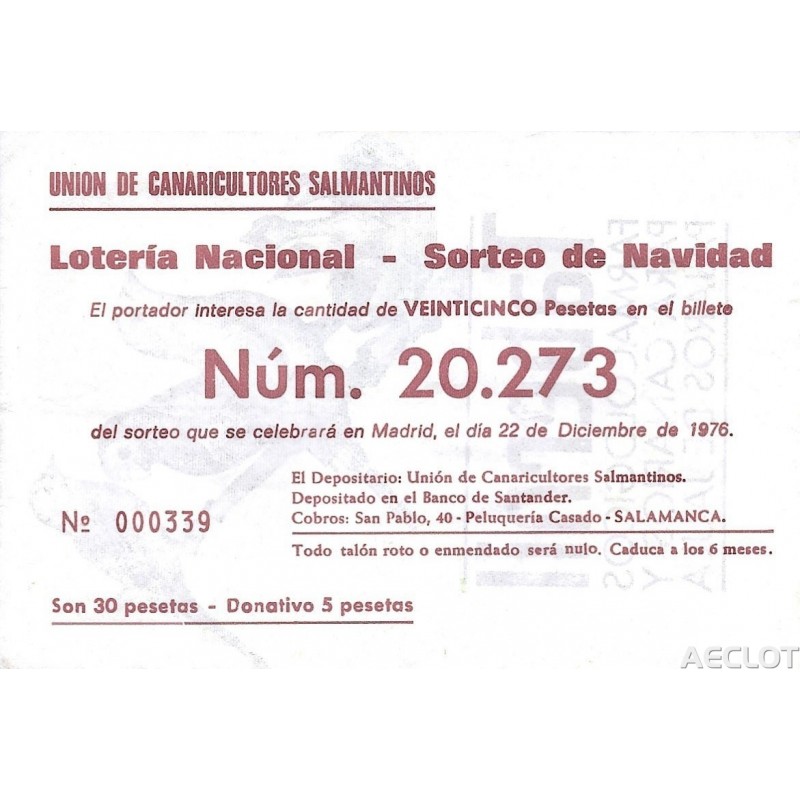 UNION DE CANARICULTORES SALMANTINOS
Lotería Nacional - Sorteo de Navidad
El portador interesa la cantidad de VEINTICINCO Pesetas en el billete
Núm. 20.273
del sorteo que se celebrará en Madrid, el día 22 de Diciembre de 1976.
El Depositario: Unión de Canaricultores Salmantinos.
Depositado en el Banco de Santander.
Nº 000339
Cobros: San Pablo, 40 - Peluquería Casado - SALAMANCA.
Todo talón roto o enmendado será nulo. Caduca a los 6 meses.
Son 30 pesetas - Donativo 5 pesetas
AECLOT